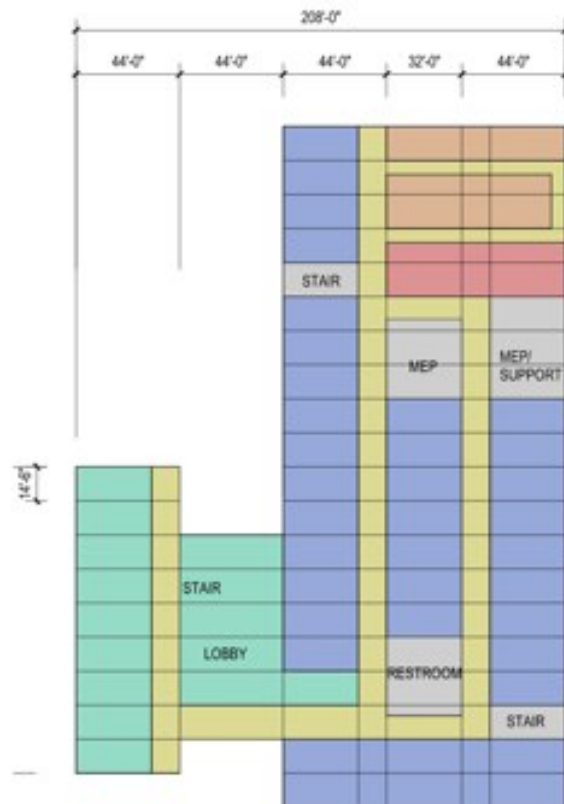 208'-0"
44'-0" 44'-0" 44'-0" 32'-0" 44'-0"
STAIR
MEP
MEP/
SUPPORT
14'-6"
STAIR
LOBBY
RESTROOM
STAIR